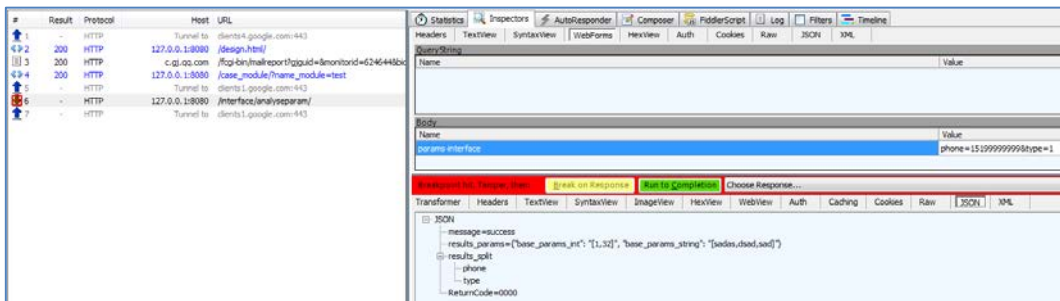 # Result Protocol Host URL
1 - HTTP Tunnel to clients4.google.com:443
2 200 HTTP 127.0.0.1:8080 /design.html/
3 200 HTTP c.gj.qq.com /fcgi-bin/mailreport?gjguid=&monitorid=624644&bid
4 200 HTTP 127.0.0.1:8080 /case_module/?name_module=test
5 - HTTP Tunnel to clients1.google.com:443
6 - HTTP 127.0.0.1:8080 /interface/analyseparam/
7 - HTTP Tunnel to clients1.google.com:443
Statistics Inspectors AutoResponder Composer FiddlerScript Log Filters Timeline
Headers TextView SyntaxView WebForms HexView Auth Cookies Raw JSON XML
QueryString
Name Value
Body
Name Value
params-interface phone=15199999999&type=1
Breakpoint hit. Tamper, then: Break on Response Run to Completion Choose Response...
Transformer Headers TextView SyntaxView ImageView HexView WebView Auth Caching Cookies Raw JSON XML
JSON
message=success
results_params={"base_params_int": "[1,32]", "base_params_string": "[sadas,dsad,sad]"}
results_split
phone
type
ReturnCode=0000